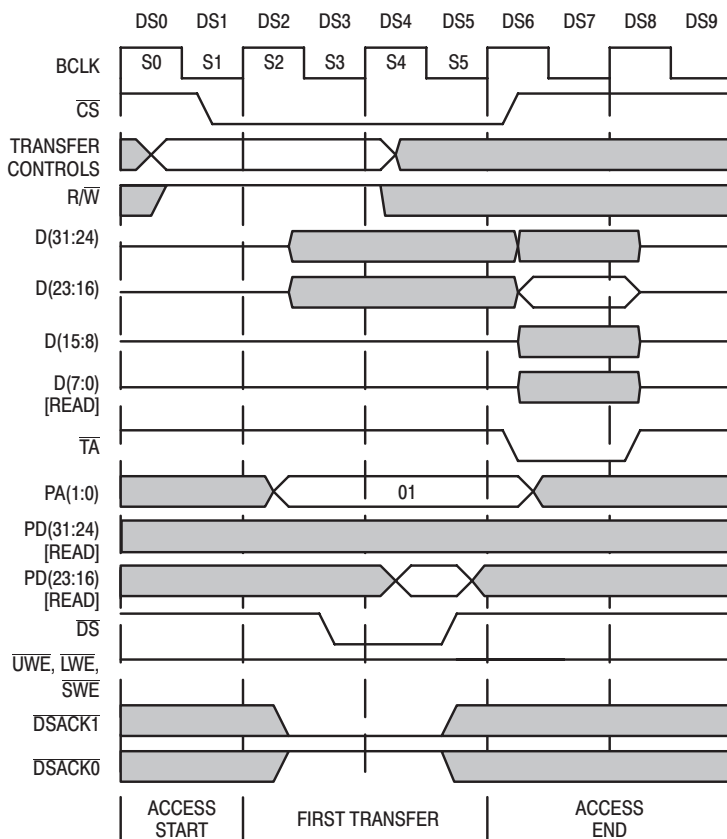 DS0 DS1 DS2 DS3 DS4 DS5 DS6 DS7 DS8 DS9
BCLK S0 S1 S2 S3 S4 S5
CS
TRANSFER
CONTROLS
R/W
D(31:24)
D(23:16)
D(15:8)
D(7:0)
[READ]
TA
PA(1:0) 01
PD(31:24)
[READ]
PD(23:16)
[READ]
DS
UWE, LWE,
SWE
DSACK1
DSACK0
ACCESS
START
FIRST TRANSFER
ACCESS
END